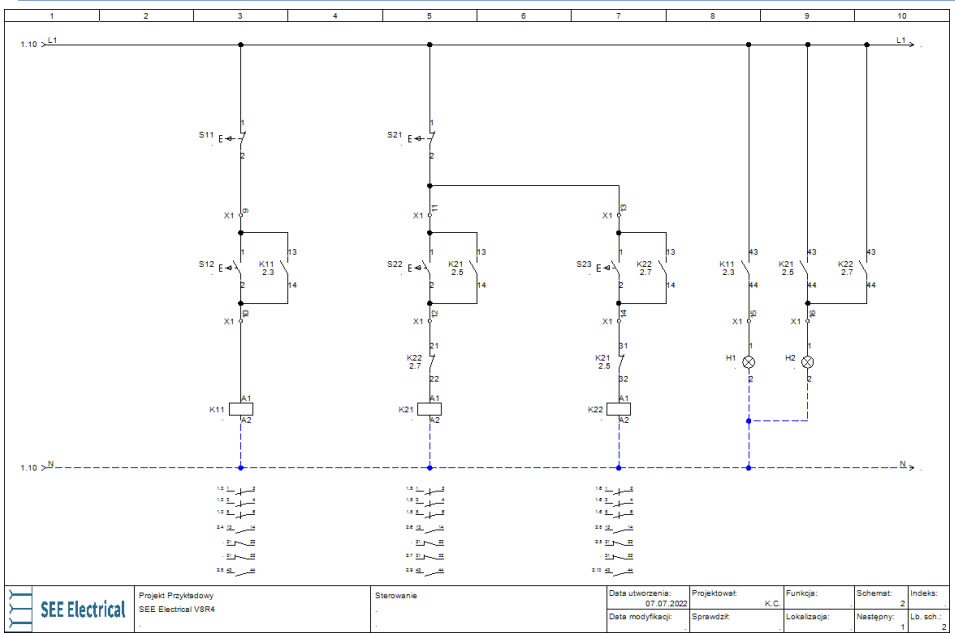 1 2 3 4 5 6 7 8 9 10
1.10 L1 L1
1 1
S11 S21
2 2
9 11 13
X1 X1 X1
1 13 1 13 1 13 43 43 43
S12 K11 S22 K21 S23 K22 K11 K21 K22
2.3 2.5 2.7 2.3 2.5 2.7
2 14 2 14 2 14 44 44 44
10 12 14 15 16
X1 X1 X1 X1 X1
21 31 1 1
K22 K21 H1 H2
2.7 2.5
22 32 2 2
A1 A1 A1
K11 K21 K22
A2 A2 A2
1.10 N N
SEE Electrical
Projekt Przykładowy
SEE Electrical V8R4
Sterowanie
Data utworzenia: Projektował: Funkcja: Schemat: Indeks:
07.07.2022 K.C. 2
Data modyfikacji: Sprawdził: Lokalizacja: Następny: Lb. sch.:
1 2